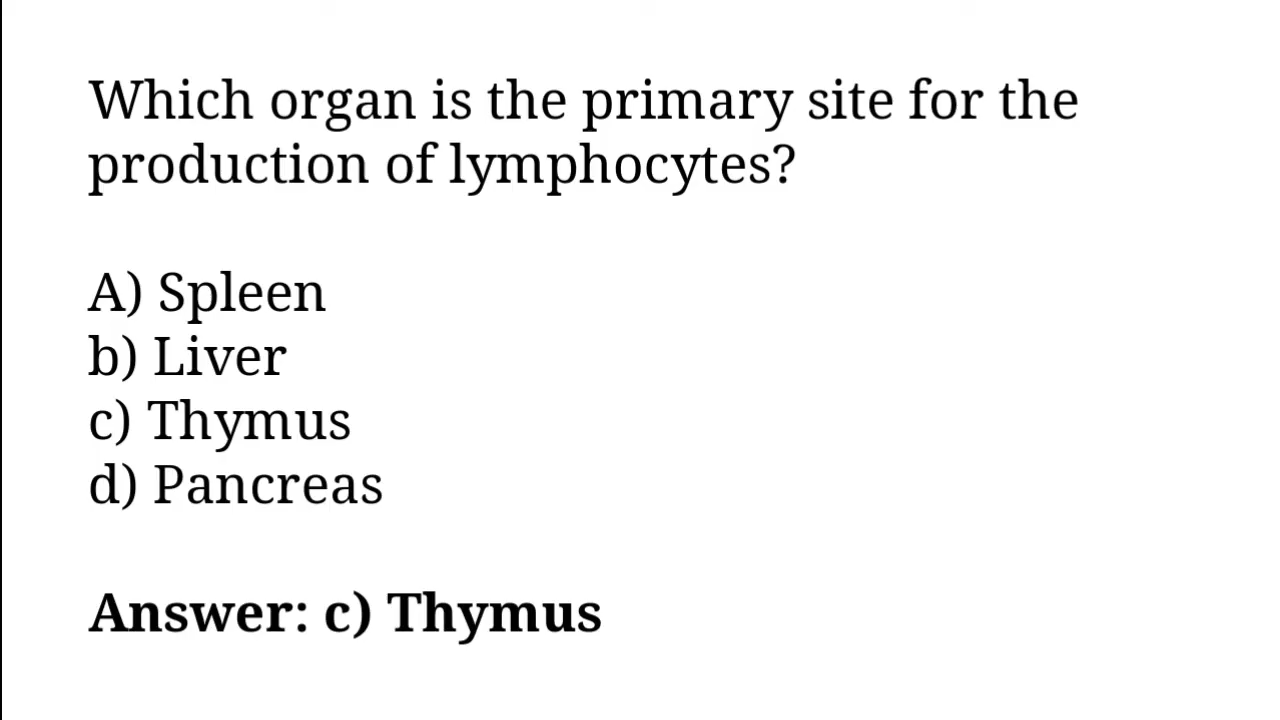 Which organ is the primary site for the
production of lymphocytes?
A) Spleen
b) Liver
c) Thymus
d) Pancreas
Answer: c) Thymus